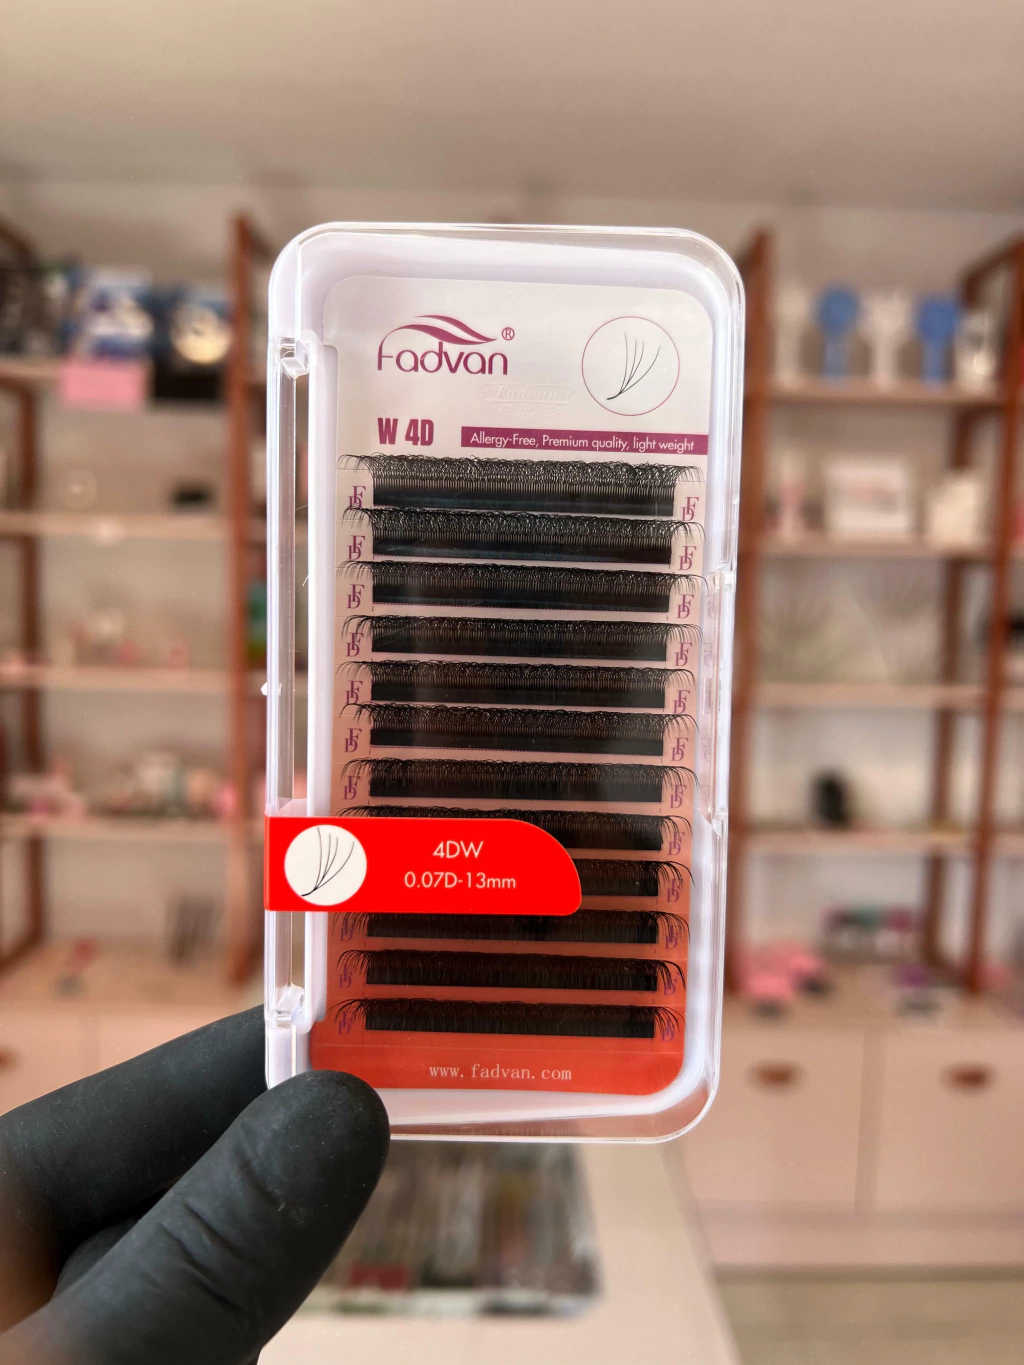 Fadvan®
W 4D
Allergy-Free, Premium quality, light weight
4DW
0.07D-13mm
www.fadvan.com